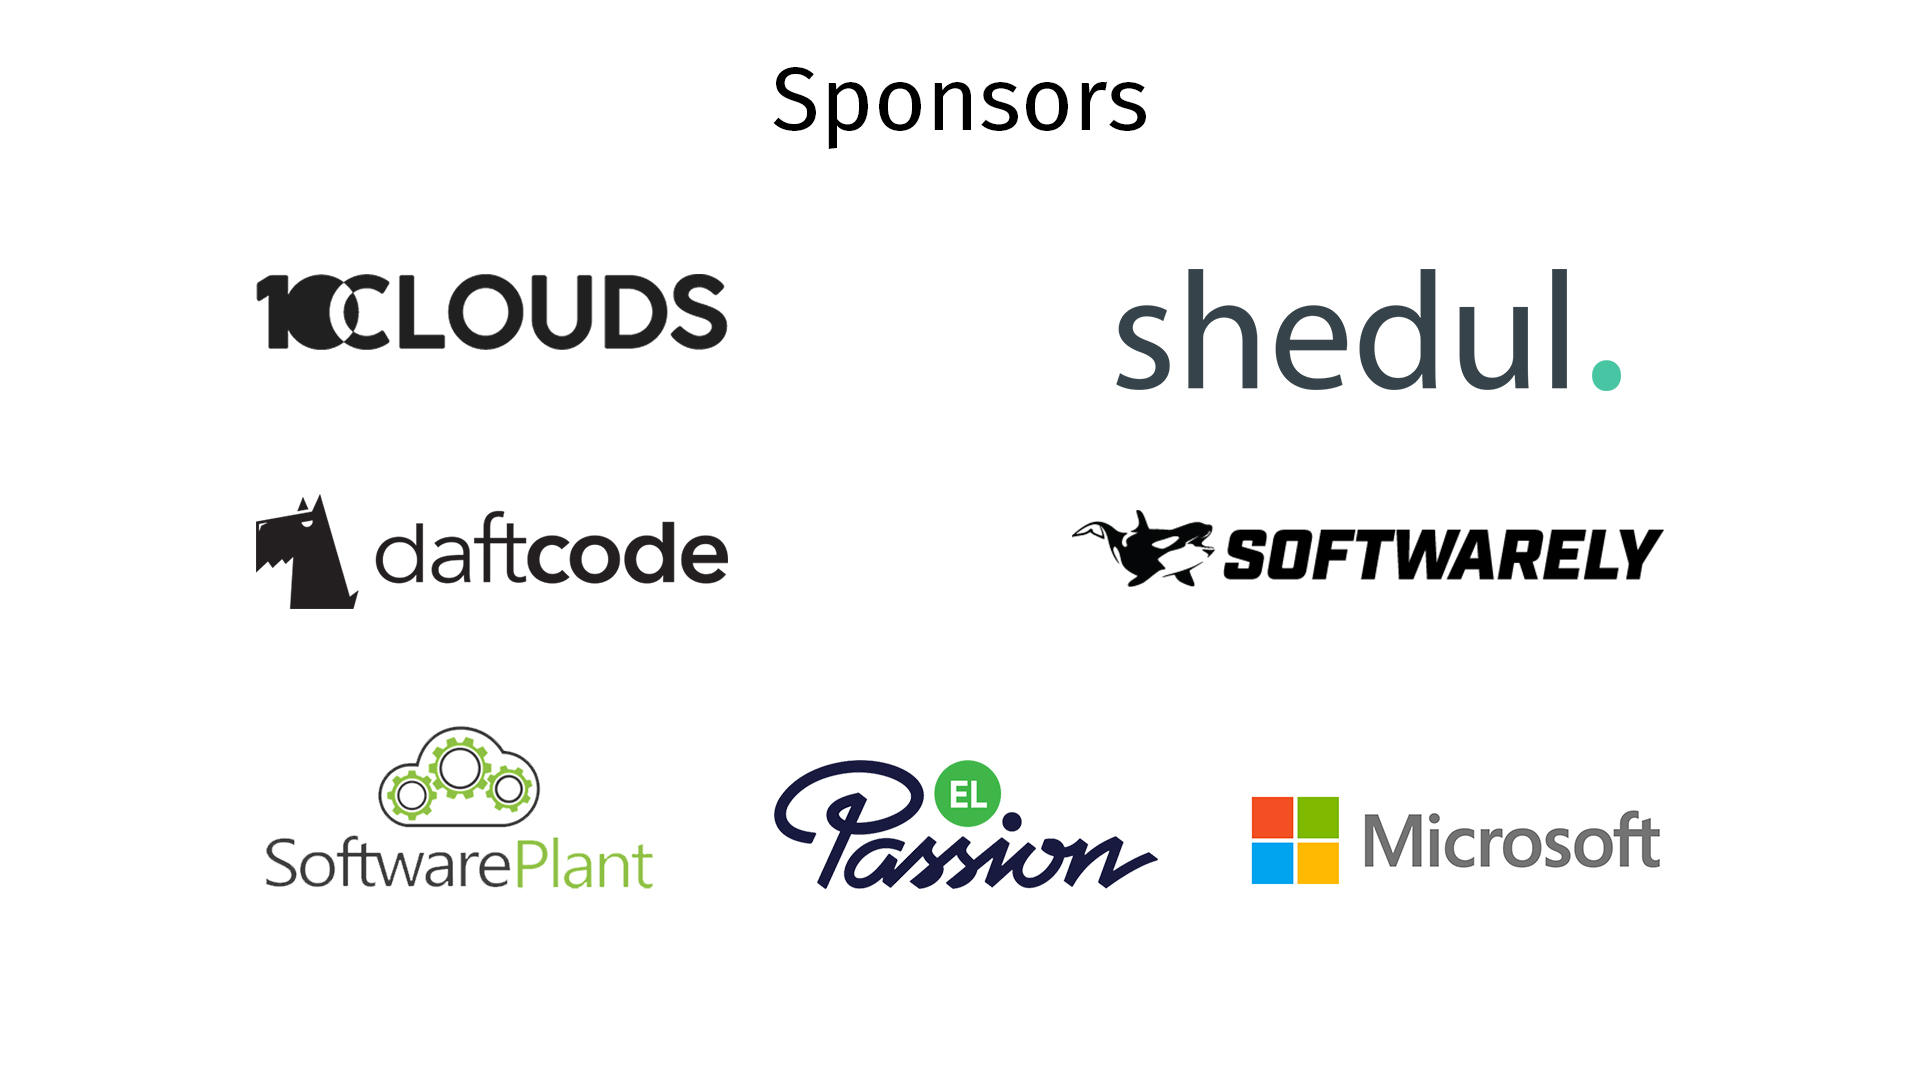 Sponsors
10CLOUDS
shedul.
daftcode
SOFTWARELY
SoftwarePlant
EL
Passion
Microsoft